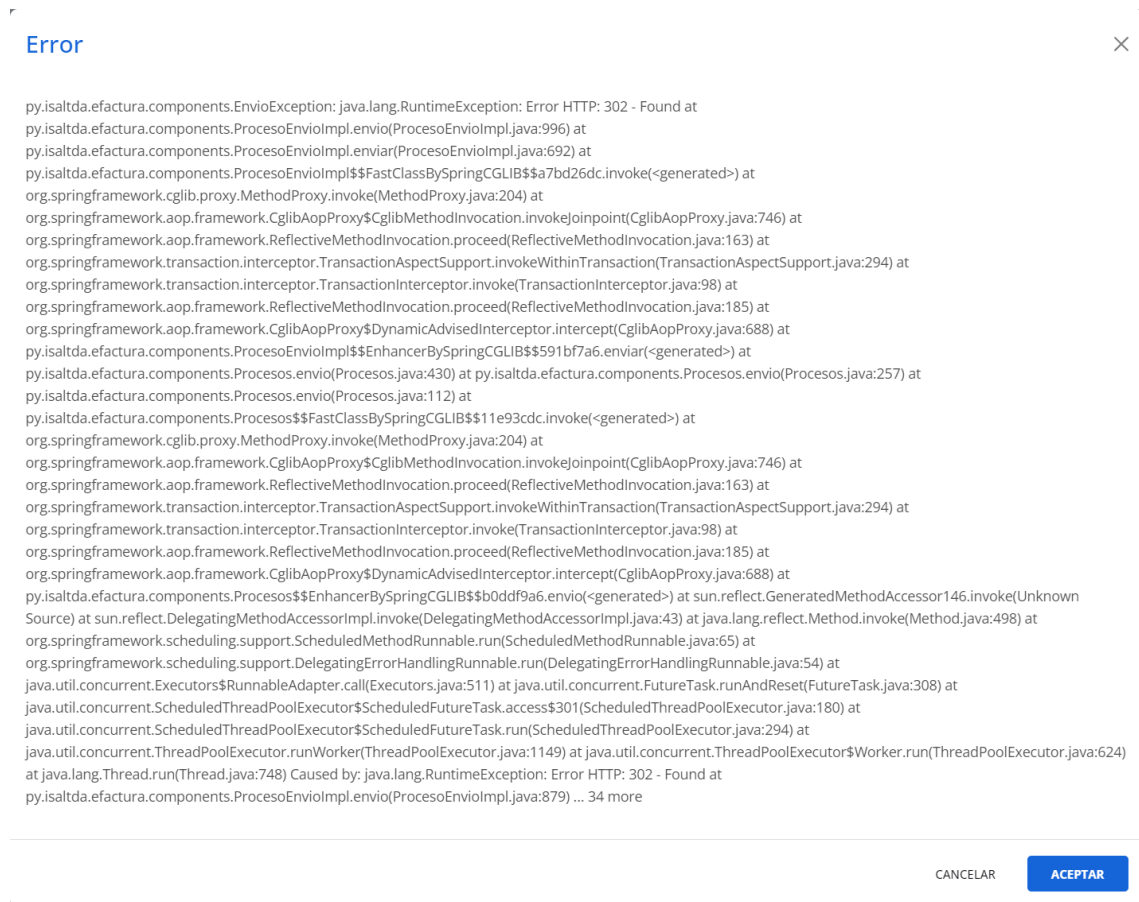 Error
py.isaltda.efactura.components.EnvioException: java.lang.RuntimeException: Error HTTP: 302 - Found at
py.isaltda.efactura.components.ProcesoEnvioImpl.envio(ProcesoEnvioImpl.java:996) at
py.isaltda.efactura.components.ProcesoEnvioImpl.enviar(ProcesoEnvioImpl.java:692) at
py.isaltda.efactura.components.ProcesoEnvioImpl$$FastClassBySpringCGLIB$$a7bd26dc.invoke(<generated>) at
org.springframework.cglib.proxy.MethodProxy.invoke(MethodProxy.java:204) at
org.springframework.aop.framework.CglibAopProxy$CglibMethodInvocation.invokeJoinpoint(CglibAopProxy.java:746) at
org.springframework.aop.framework.ReflectiveMethodInvocation.proceed(ReflectiveMethodInvocation.java:163) at
org.springframework.transaction.interceptor.TransactionAspectSupport.invokeWithinTransaction(TransactionAspectSupport.java:294) at
org.springframework.transaction.interceptor.TransactionInterceptor.invoke(TransactionInterceptor.java:98) at
org.springframework.aop.framework.ReflectiveMethodInvocation.proceed(ReflectiveMethodInvocation.java:185) at
org.springframework.aop.framework.CglibAopProxy$DynamicAdvisedInterceptor.intercept(CglibAopProxy.java:688) at
py.isaltda.efactura.components.ProcesoEnvioImpl$$EnhancerBySpringCGLIB$$591bf7a6.enviar(<generated>) at
py.isaltda.efactura.components.Procesos.envio(Procesos.java:430) at py.isaltda.efactura.components.Procesos.envio(Procesos.java:257) at
py.isaltda.efactura.components.Procesos.envio(Procesos.java:112) at
py.isaltda.efactura.components.Procesos$$FastClassBySpringCGLIB$$11e93cdc.invoke(<generated>) at
org.springframework.cglib.proxy.MethodProxy.invoke(MethodProxy.java:204) at
org.springframework.aop.framework.CglibAopProxy$CglibMethodInvocation.invokeJoinpoint(CglibAopProxy.java:746) at
org.springframework.aop.framework.ReflectiveMethodInvocation.proceed(ReflectiveMethodInvocation.java:163) at
org.springframework.transaction.interceptor.TransactionAspectSupport.invokeWithinTransaction(TransactionAspectSupport.java:294) at
org.springframework.transaction.interceptor.TransactionInterceptor.invoke(TransactionInterceptor.java:98) at
org.springframework.aop.framework.ReflectiveMethodInvocation.proceed(ReflectiveMethodInvocation.java:185) at
org.springframework.aop.framework.CglibAopProxy$DynamicAdvisedInterceptor.intercept(CglibAopProxy.java:688) at
py.isaltda.efactura.components.Procesos$$EnhancerBySpringCGLIB$$b0ddf9a6.envio(<generated>) at sun.reflect.GeneratedMethodAccessor146.invoke(Unknown
Source) at sun.reflect.DelegatingMethodAccessorImpl.invoke(DelegatingMethodAccessorImpl.java:43) at java.lang.reflect.Method.invoke(Method.java:498) at
org.springframework.scheduling.support.ScheduledMethodRunnable.run(ScheduledMethodRunnable.java:65) at
org.springframework.scheduling.support.DelegatingErrorHandlingRunnable.run(DelegatingErrorHandlingRunnable.java:54) at
java.util.concurrent.Executors$RunnableAdapter.call(Executors.java:511) at java.util.concurrent.FutureTask.runAndReset(FutureTask.java:308) at
java.util.concurrent.ScheduledThreadPoolExecutor$ScheduledFutureTask.access$301(ScheduledThreadPoolExecutor.java:180) at
java.util.concurrent.ScheduledThreadPoolExecutor$ScheduledFutureTask.run(ScheduledThreadPoolExecutor.java:294) at
java.util.concurrent.ThreadPoolExecutor.runWorker(ThreadPoolExecutor.java:1149) at java.util.concurrent.ThreadPoolExecutor$Worker.run(ThreadPoolExecutor.java:624)
at java.lang.Thread.run(Thread.java:748) Caused by: java.lang.RuntimeException: Error HTTP: 302 - Found at
py.isaltda.efactura.components.ProcesoEnvioImpl.envio(ProcesoEnvioImpl.java:879) ... 34 more
CANCELAR ACEPTAR